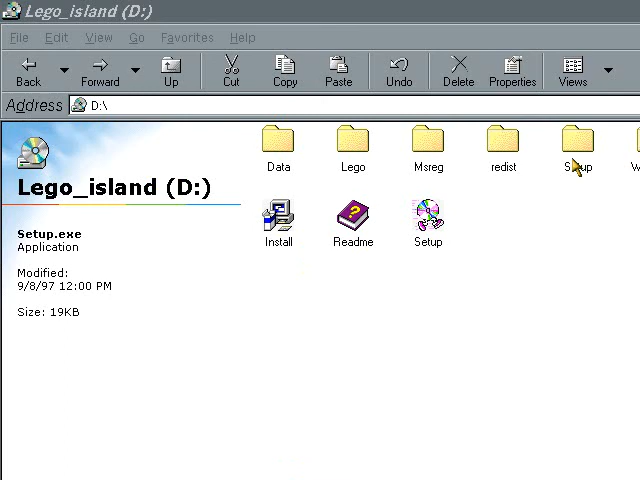 Lego_island (D:)
File Edit View Go Favorites Help
Back Forward Up Cut Copy Paste Undo Delete Properties Views
Address D:\
Data Lego Msreg redist
Install Readme Setup
Lego_island (D:)
Setup.exe
Application
Modified:
9/8/97 12:00 PM
Size: 19KB